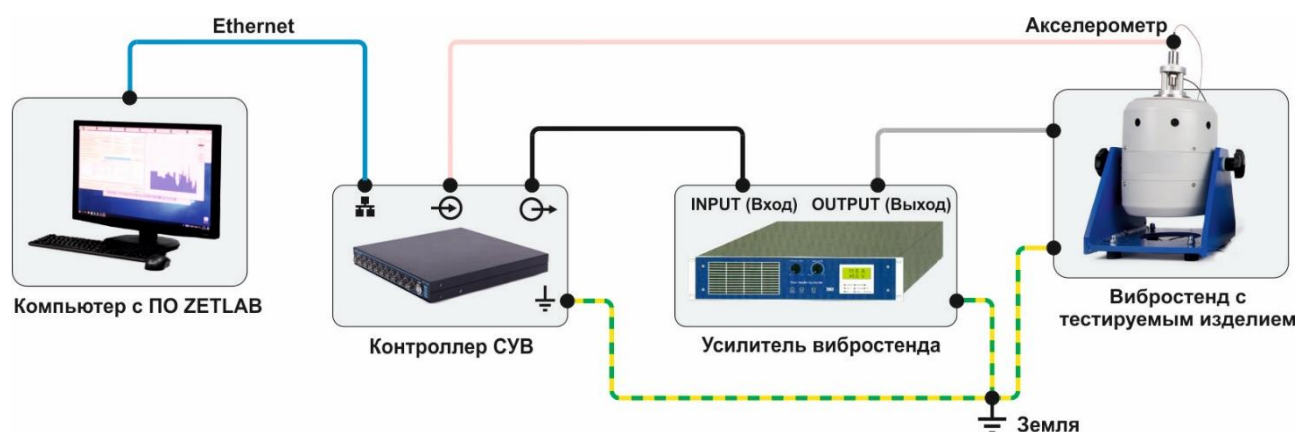 Ethernet
Акселерометр
INPUT (Вход) OUTPUT (Выход)
Компьютер с ПО ZETLAB
Контроллер СУВ
Усилитель вибростенда
Вибростенд с
тестируемым изделием
Земля